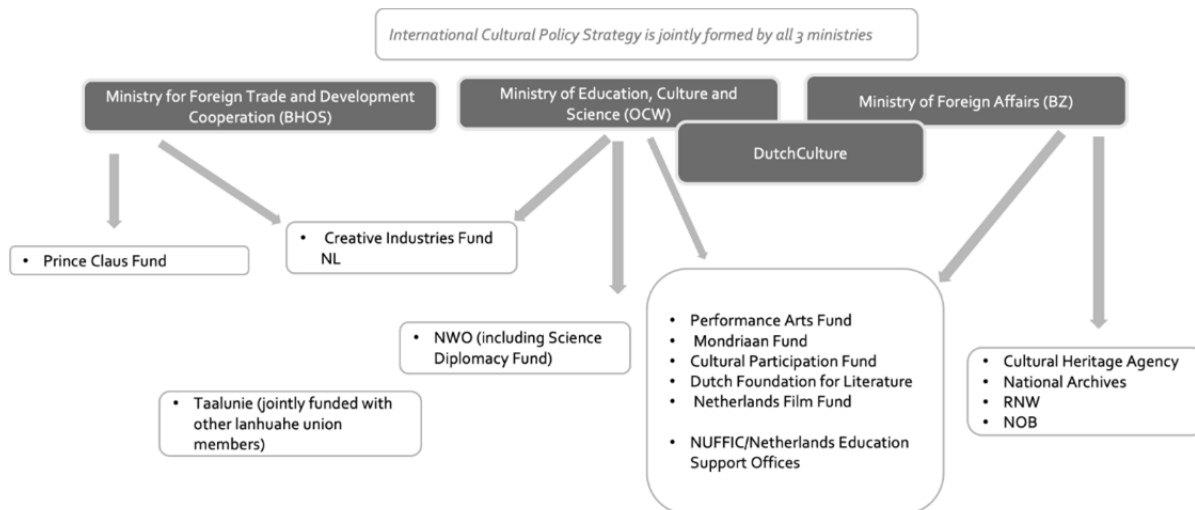 International Cultural Policy Strategy is jointly formed by all 3 ministries
Ministry for Foreign Trade and Development
Cooperation (BHOS)
Ministry of Education, Culture and
Science (OCW)
Ministry of Foreign Affairs (BZ)
DutchCulture
• Prince Claus Fund
• Creative Industries Fund
NL
• NWO (including Science
Diplomacy Fund)
• Taalunie (jointly funded with
other lanhuahe union
members)
• Performance Arts Fund
• Mondriaan Fund
• Cultural Participation Fund
• Dutch Foundation for Literature
• Netherlands Film Fund
• NUFFIC/Netherlands Education
Support Offices
• Cultural Heritage Agency
• National Archives
• RNW
• NOB